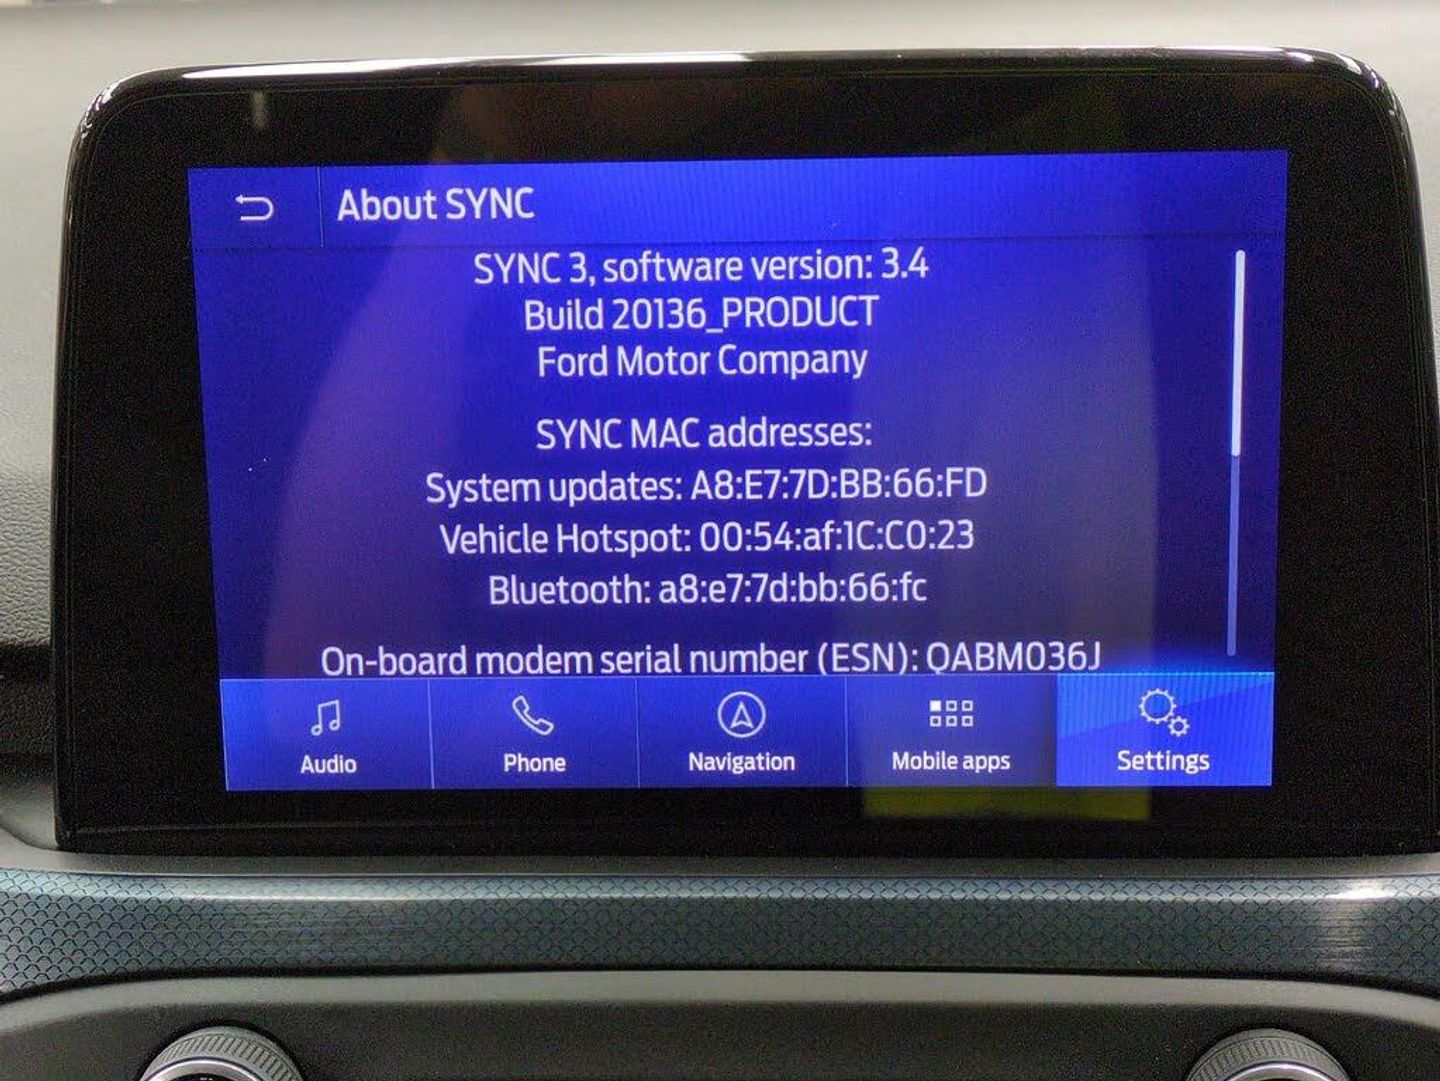 About SYNC
SYNC 3, software version: 3.4
Build 20136_PRODUCT
Ford Motor Company
SYNC MAC addresses:
System updates: A8:E7:7D:BB:66:FD
Vehicle Hotspot: 00:54:af:1C:C0:23
Bluetooth: a8:e7:7d:bb:66:fc
On-board modem serial number (ESN): QABM036J
Audio
Phone
Navigation
Mobile apps
Settings